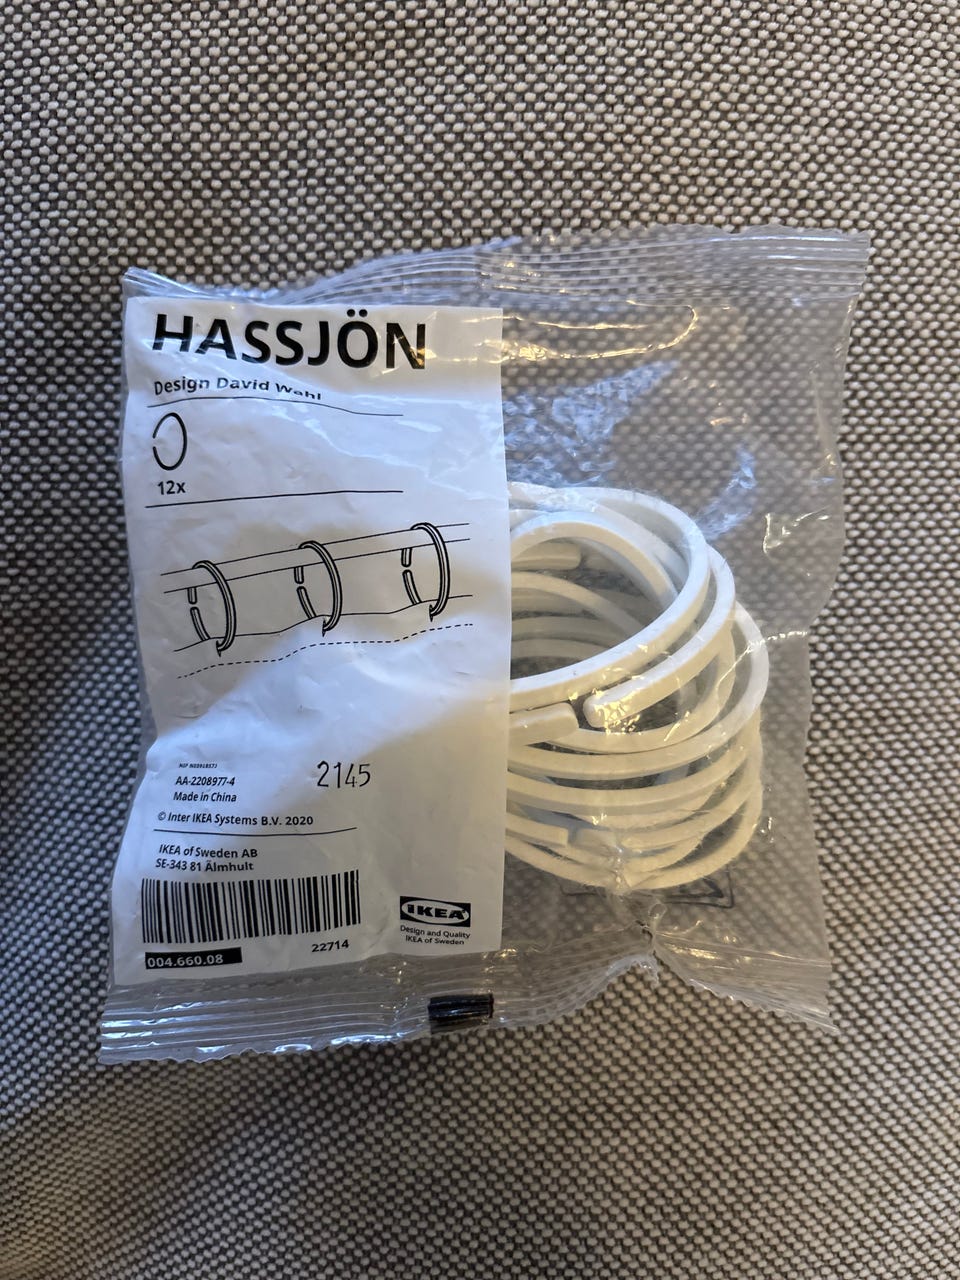 HASSJÖN
Design David Wahl
12x
AA-2208977-4
2145
Made in China
© Inter IKEA Systems B.V. 2020
IKEA of Sweden AB
SE-343 81 Älmhult
IKEA
Design and Quality
IKEA of Sweden
22714
004.660.08